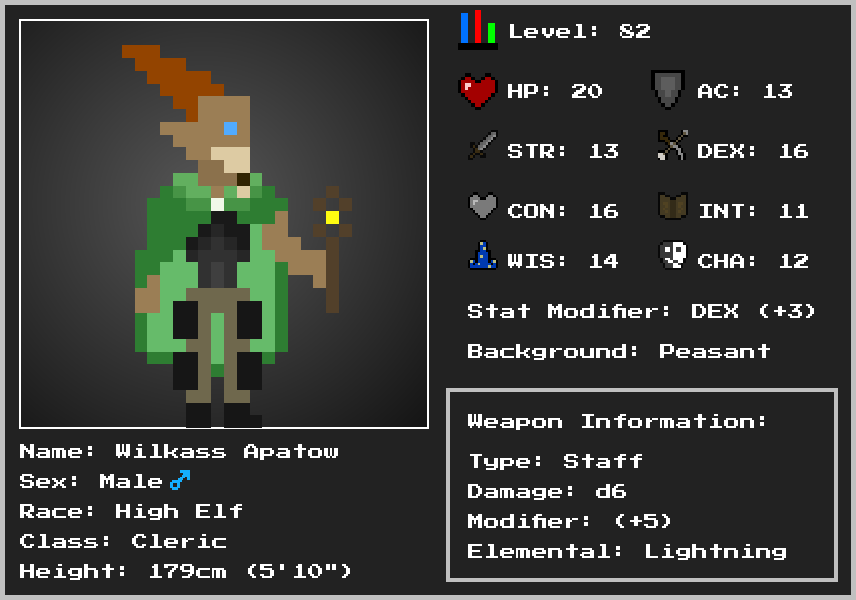 Level: 82
HP: 20 AC: 13
STR: 13 DEX: 16
CON: 16 INT: 11
WIS: 14 CHA: 12
Stat Modifier: DEX (+3)
Background: Peasant
Weapon Information:
Type: Staff
Damage: d6
Modifier: (+5)
Elemental: Lightning
Name: Wilkass Apatow
Sex: Male ♂
Race: High Elf
Class: Cleric
Height: 179cm (5'10")